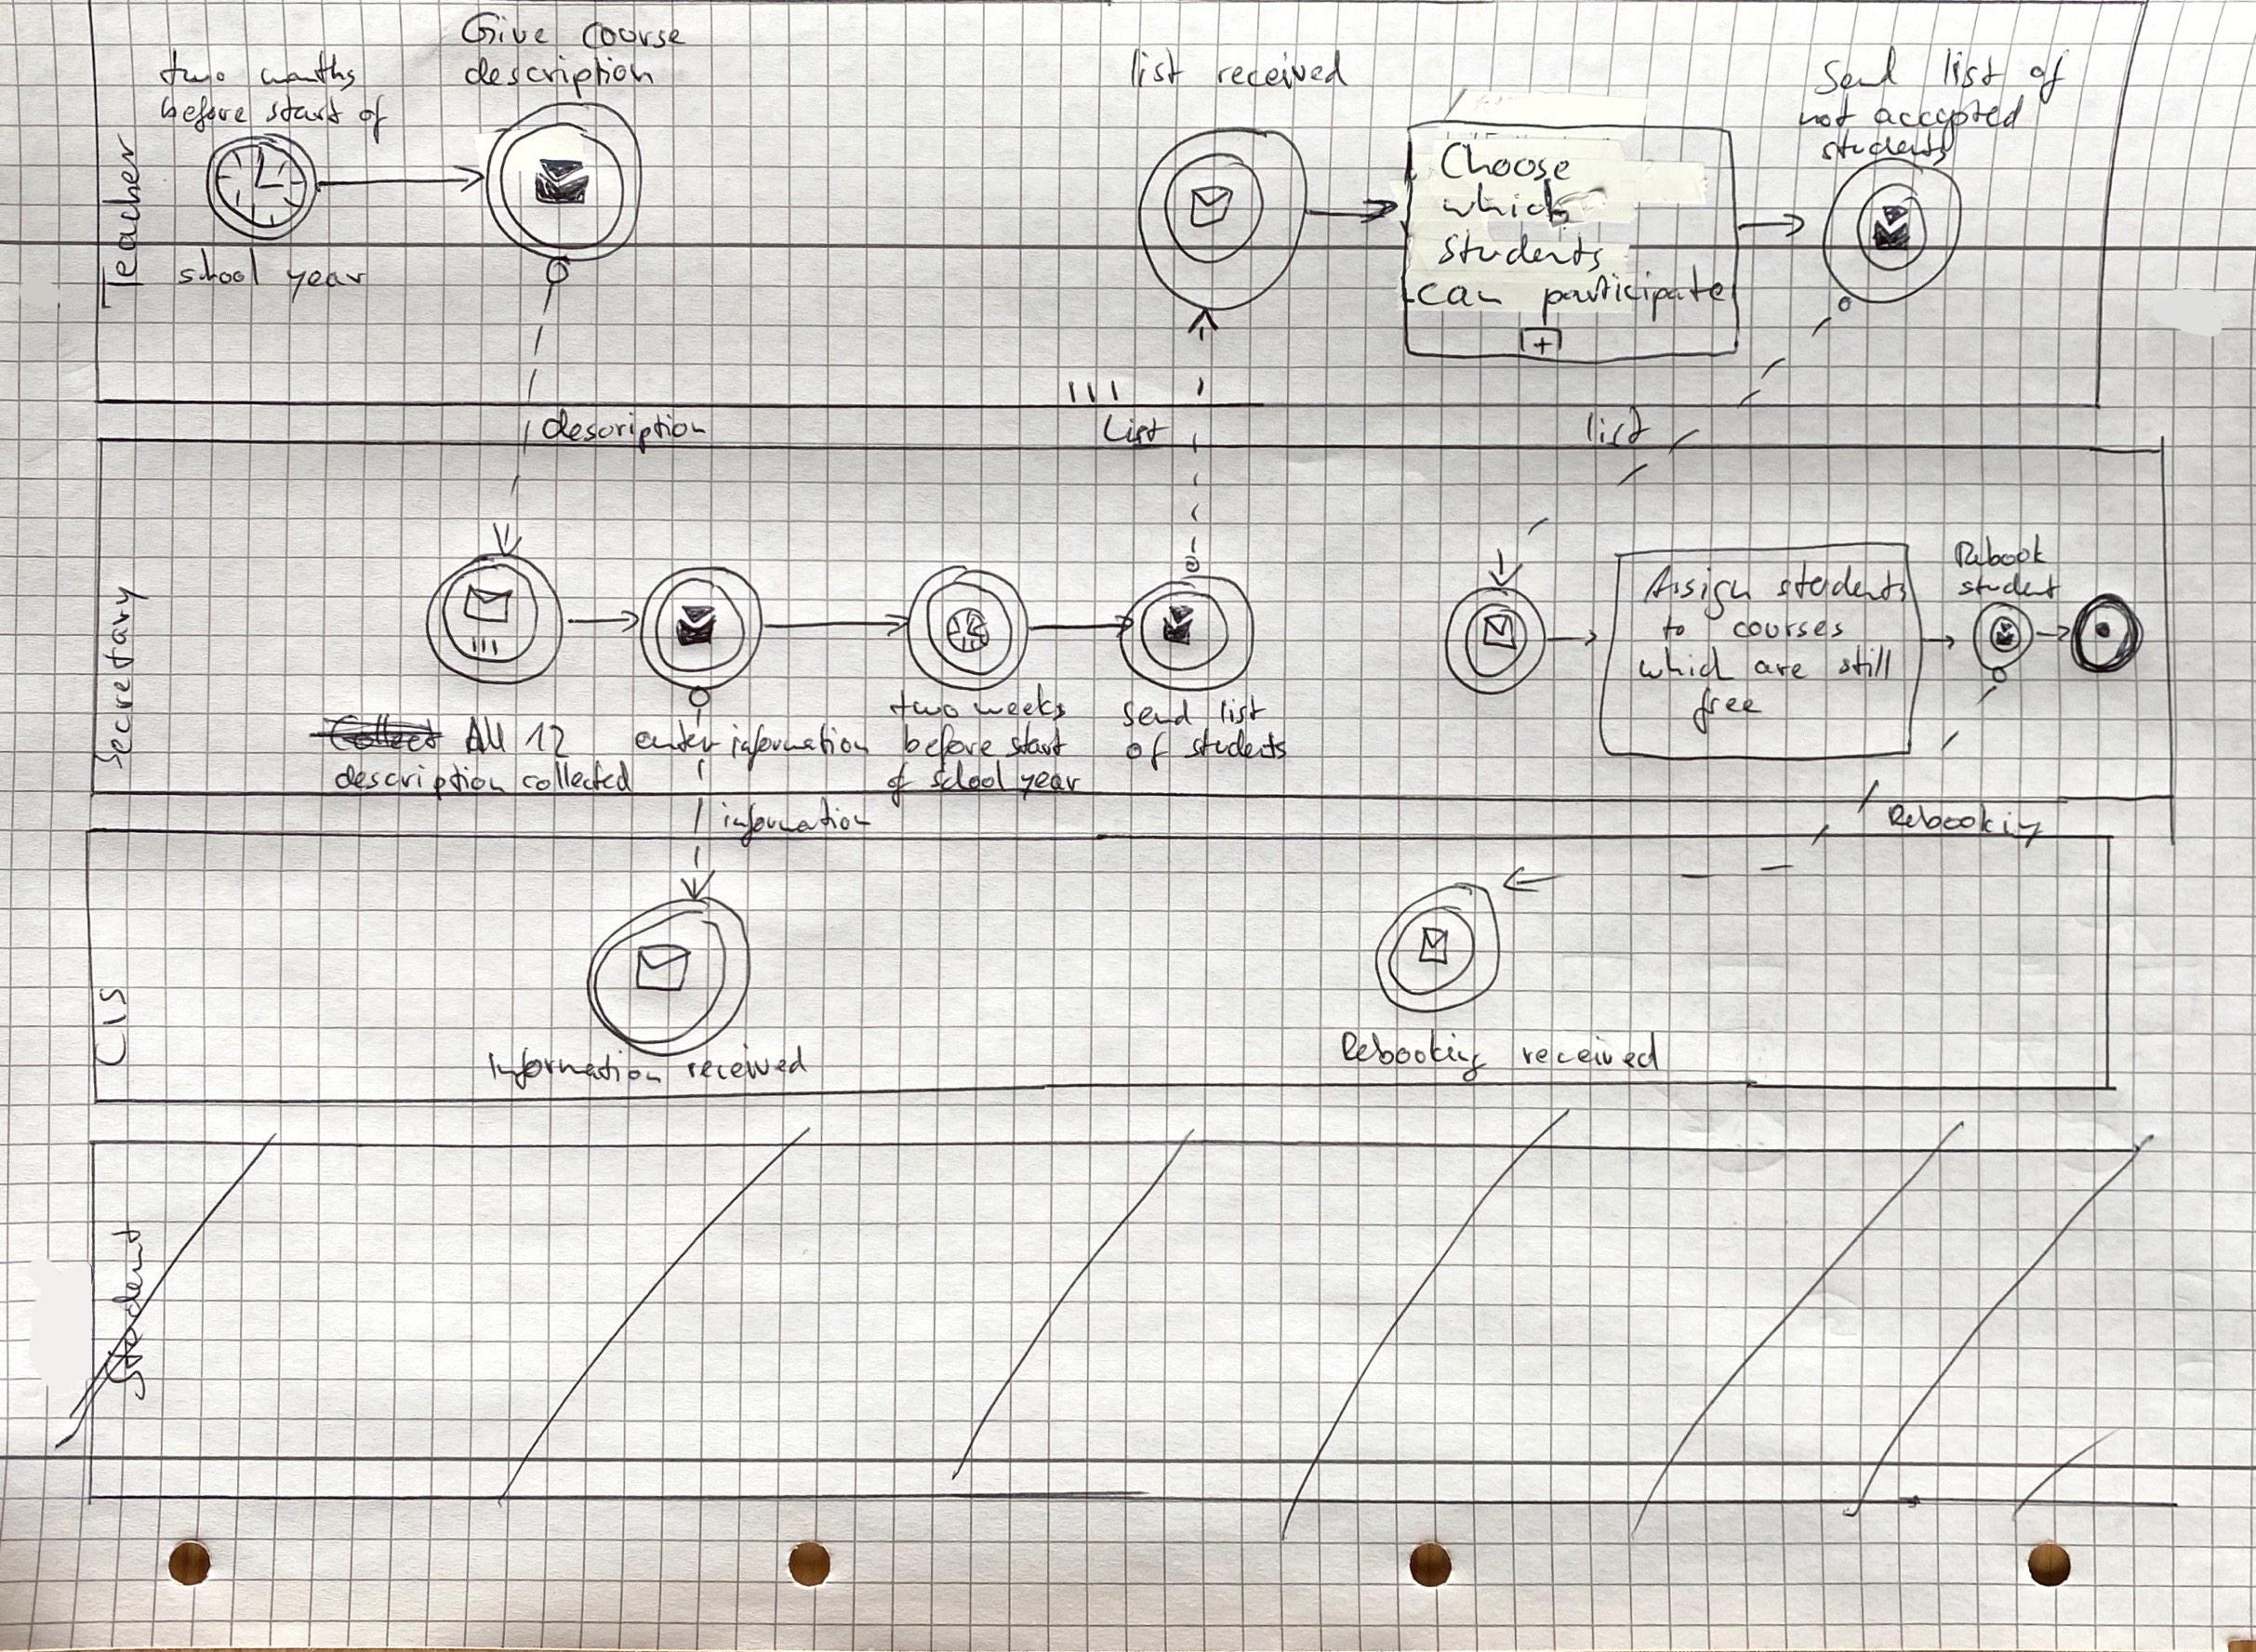 Give course
description
two months
before start of
school year
list received
Choose
which
students
can participate
+
Send list of
not accepted
students
Teacher
description
List
list
Secretary
Collect All 12
description collected
enter information
two weeks
before start
of school year
send list
of students
Assign students
to courses
which are still
free
Rebook
student
information
Rebooking
CIS
Information received
Rebooking received
Student